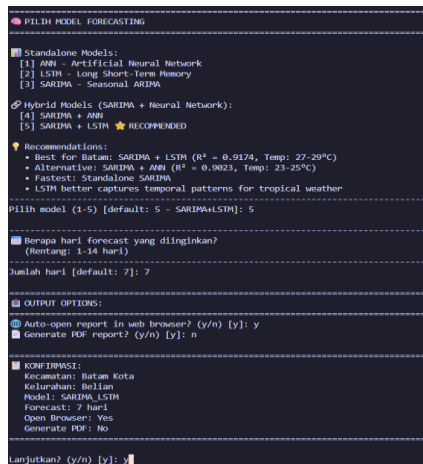 🧠 PILIH MODEL FORECASTING
📊 Standalone Models:
[1] ANN - Artificial Neural Network
[2] LSTM - Long Short-Term Memory
[3] SARIMA - Seasonal ARIMA
🔗 Hybrid Models (SARIMA + Neural Network):
[4] SARIMA + ANN
[5] SARIMA + LSTM ⭐ RECOMMENDED
💡 Recommendations:
• Best for Batam: SARIMA + LSTM (R² = 0.9174, Temp: 27-29°C)
• Alternative: SARIMA + ANN (R² = 0.9023, Temp: 23-25°C)
• Fastest: Standalone SARIMA
• LSTM better captures temporal patterns for tropical weather
Pilih model (1-5) [default: 5 - SARIMA+LSTM]: 5
📅 Berapa hari forecast yang diinginkan?
(Rentang: 1-14 hari)
Jumlah hari [default: 7]: 7
OUTPUT OPTIONS:
🌐 Auto-open report in web browser? (y/n) [y]: y
📄 Generate PDF report? (y/n) [y]: n
📋 KONFIRMASI:
Kecamatan: Batam Kota
Kelurahan: Belian
Model: SARIMA_LSTM
Forecast: 7 hari
Open Browser: Yes
Generate PDF: No
Lanjutkan? (y/n) [y]: y